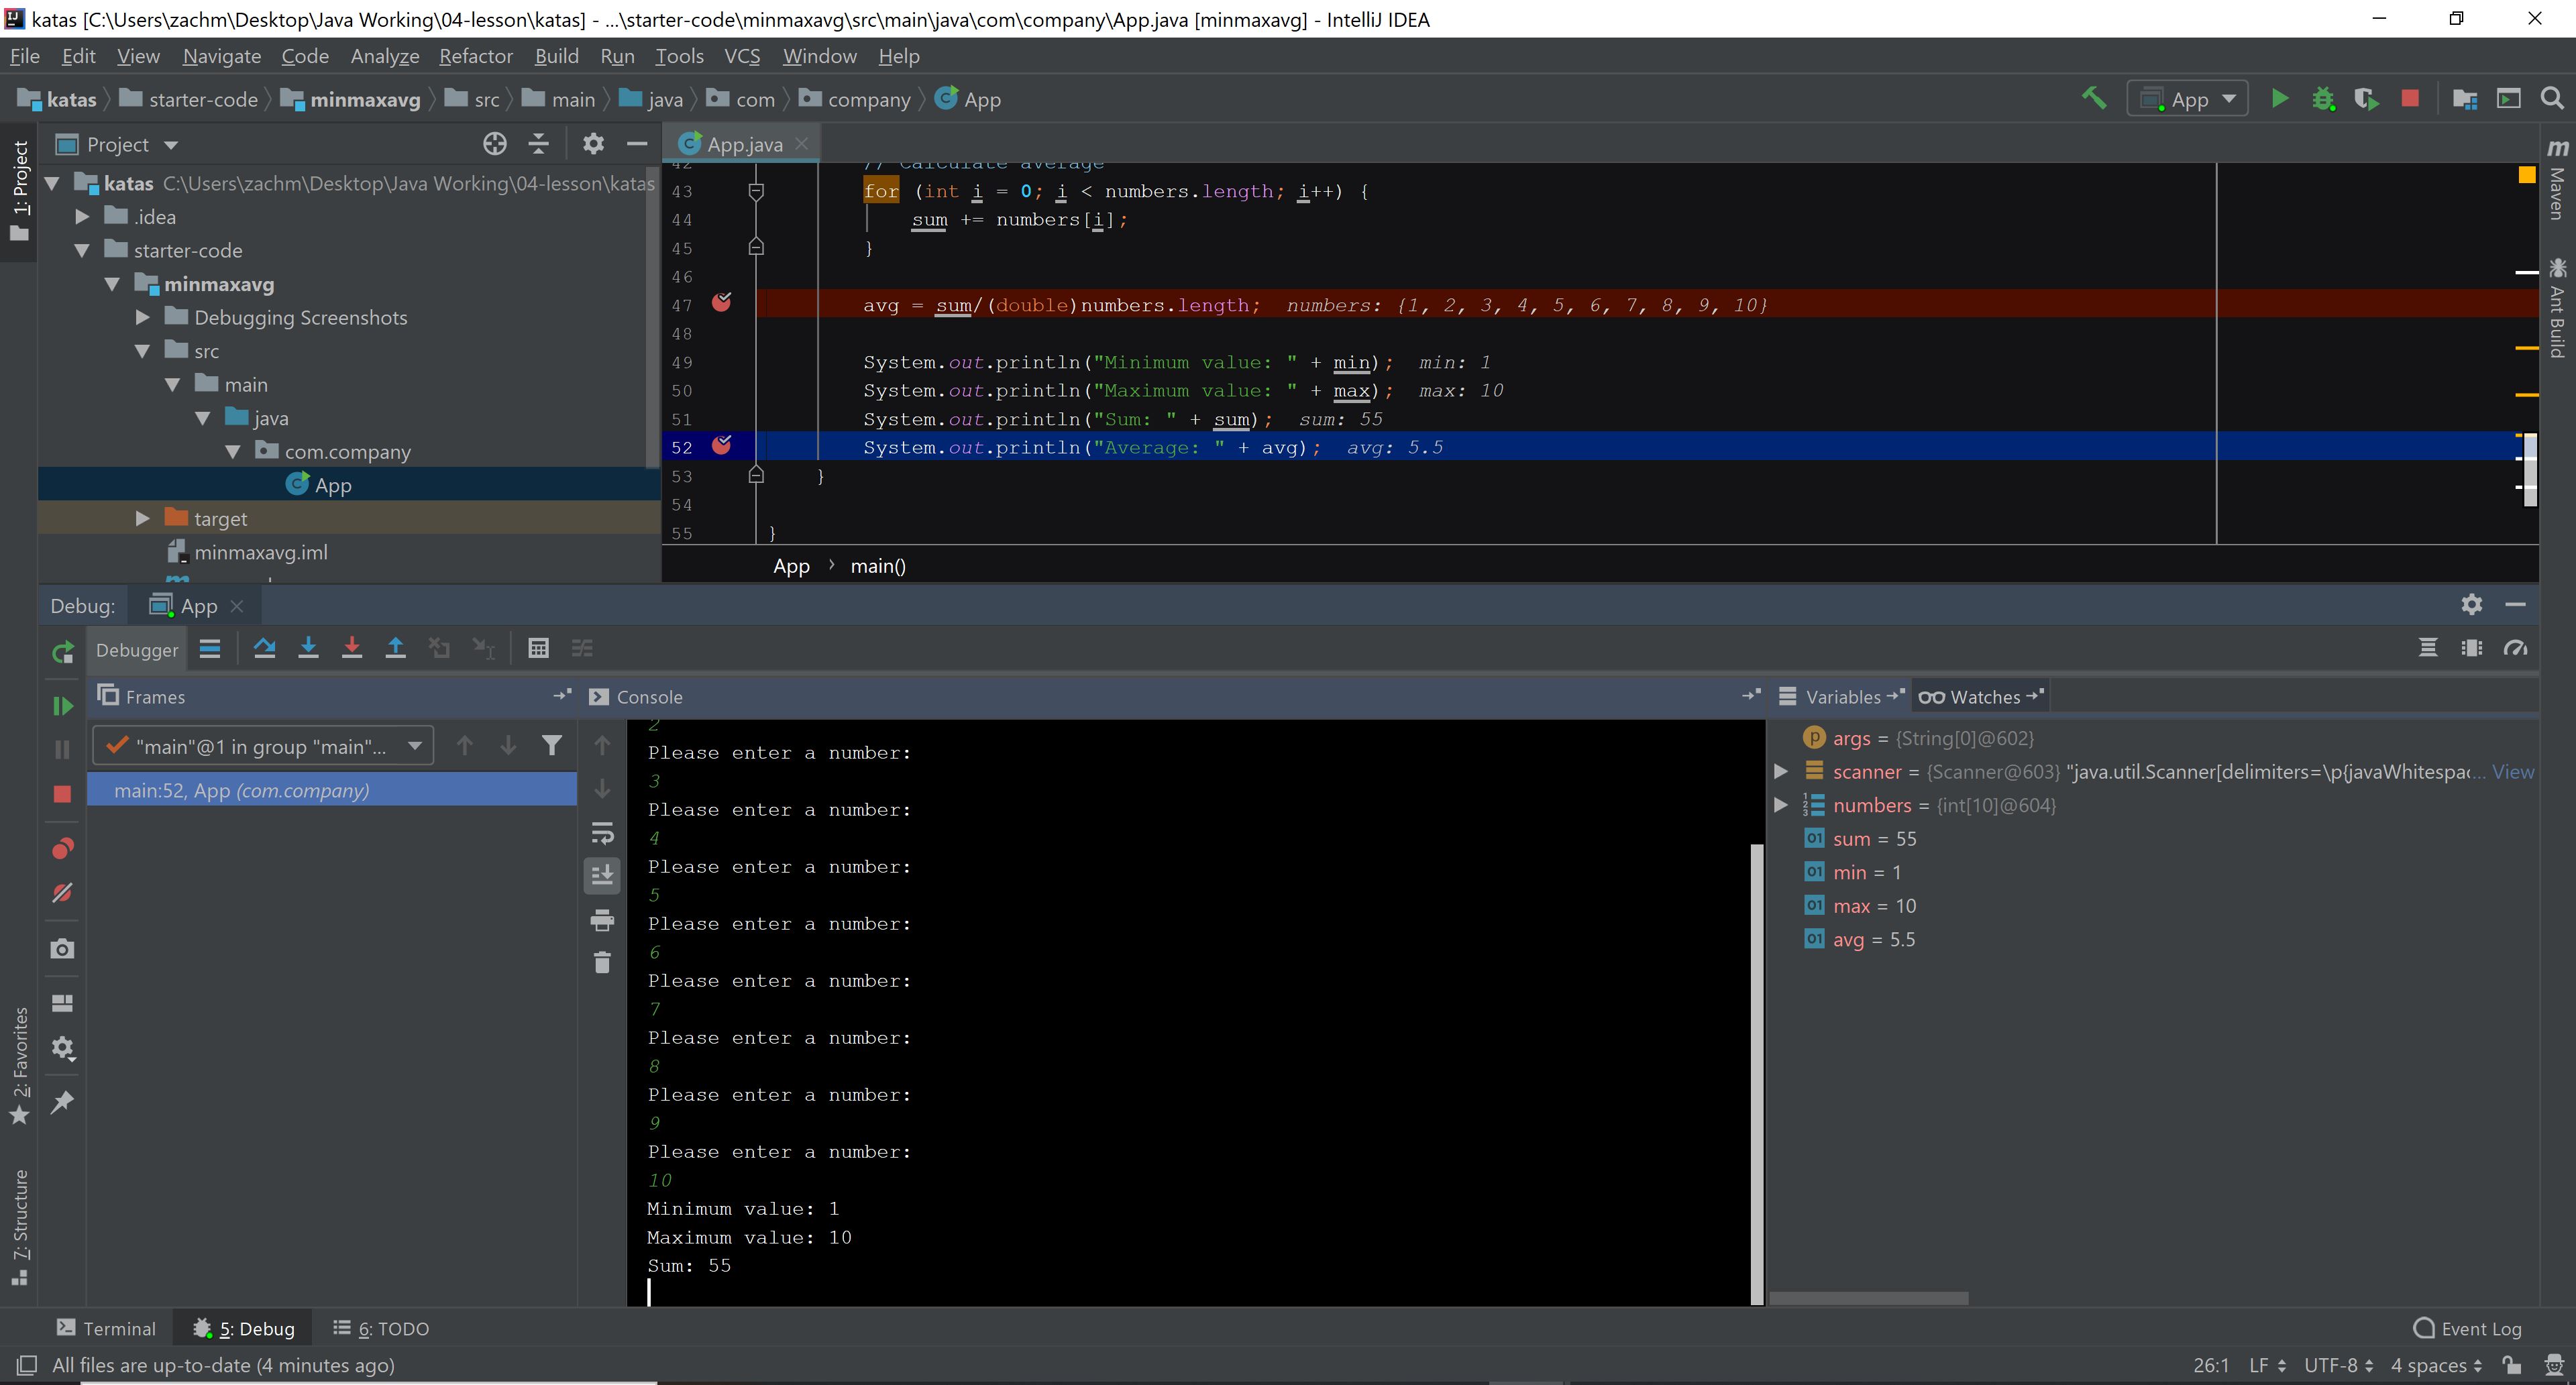 katas [C:\Users\zachm\Desktop\Java Working\04-lesson\katas] - ...\starter-code\minmaxavg\src\main\java\com\company\App.java [minmaxavg] - IntelliJ IDEA
File Edit View Navigate Code Analyze Refactor Build Run Tools VCS Window Help
katas starter-code minmaxavg src main java com company App
App
1: Project
Project
katas C:\Users\zachm\Desktop\Java Working\04-lesson\katas
.idea
starter-code
minmaxavg
Debugging Screenshots
src
main
java
com.company
App
target
minmaxavg.iml
App.java
42 // Calculate average
43 for (int i = 0; i < numbers.length; i++) {
44 sum += numbers[i];
45 }
46
47 avg = sum/(double)numbers.length; numbers: {1, 2, 3, 4, 5, 6, 7, 8, 9, 10}
48
49 System.out.println("Minimum value: " + min); min: 1
50 System.out.println("Maximum value: " + max); max: 10
51 System.out.println("Sum: " + sum); sum: 55
52 System.out.println("Average: " + avg); avg: 5.5
53 }
54
55 }
App › main()
Maven
Ant Build
Debug: App
Debugger
Frames
"main"@1 in group "main"...
main:52, App (com.company)
Console
2
Please enter a number:
3
Please enter a number:
4
Please enter a number:
5
Please enter a number:
6
Please enter a number:
7
Please enter a number:
8
Please enter a number:
9
Please enter a number:
10
Minimum value: 1
Maximum value: 10
Sum: 55
Variables Watches
args = {String[0]@602}
scanner = {Scanner@603} "java.util.Scanner[delimiters=\p{javaWhitespac... View
numbers = {int[10]@604}
sum = 55
min = 1
max = 10
avg = 5.5
2: Favorites
7: Structure
Terminal 5: Debug 6: TODO Event Log
All files are up-to-date (4 minutes ago) 26:1 LF UTF-8 4 spaces